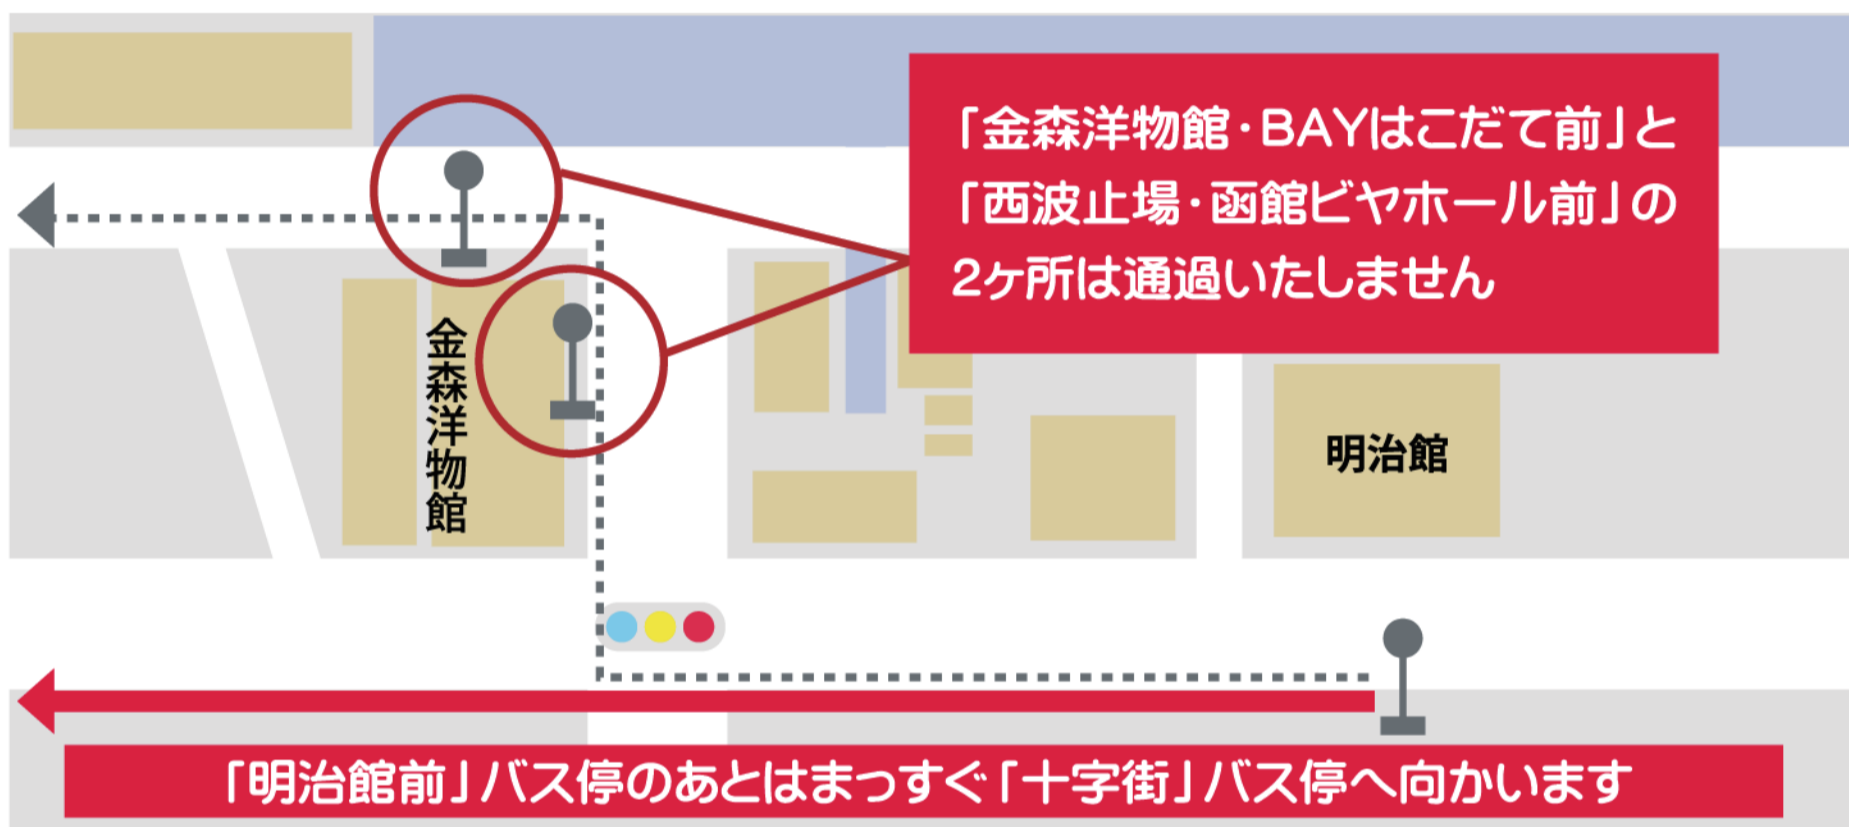 「金森洋物館・BAYはこだて前」と
「西波止場・函館ビヤホール前」の
2ヶ所は通過いたしません
金森洋物館
明治館
「明治館前」バス停のあとはまっすぐ「十字街」バス停へ向かいます